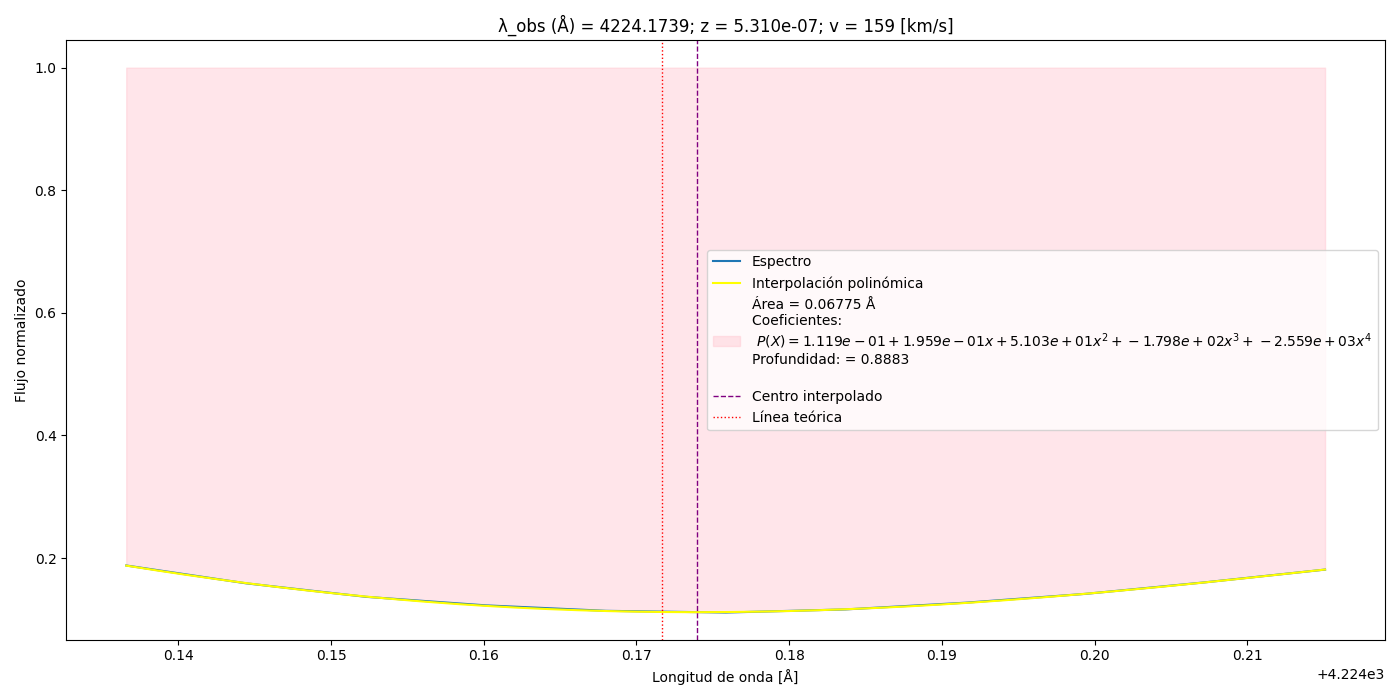 λ_obs (Å) = 4224.1739; z = 5.310e-07; v = 159 [km/s]
Flujo normalizado
1.0
0.8
0.6
0.4
0.2
Espectro
Interpolación polinómica
Área = 0.06775 Å
Coeficientes:
P(X) = 1.119e − 01 + 1.959e − 01x + 5.103e + 01x² + − 1.798e + 02x³ + − 2.559e + 03x⁴
Profundidad: = 0.8883
Centro interpolado
Línea teórica
0.14 0.15 0.16 0.17 0.18 0.19 0.20 0.21
+4.224e3
Longitud de onda [Å]